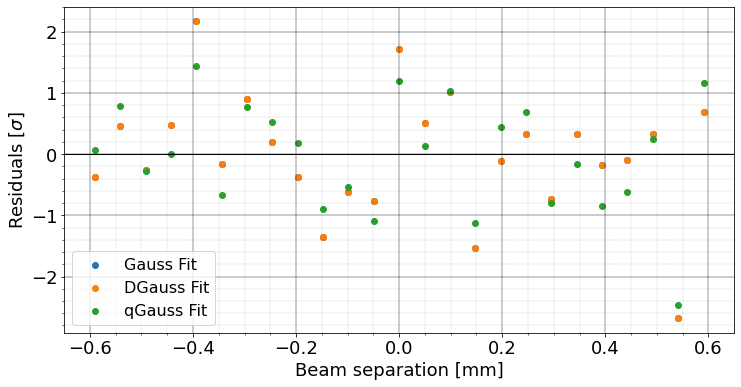 Residuals [σ]
2
1
0
−1
−2
Gauss Fit
DGauss Fit
qGauss Fit
−0.6 −0.4 −0.2 0.0 0.2 0.4 0.6
Beam separation [mm]